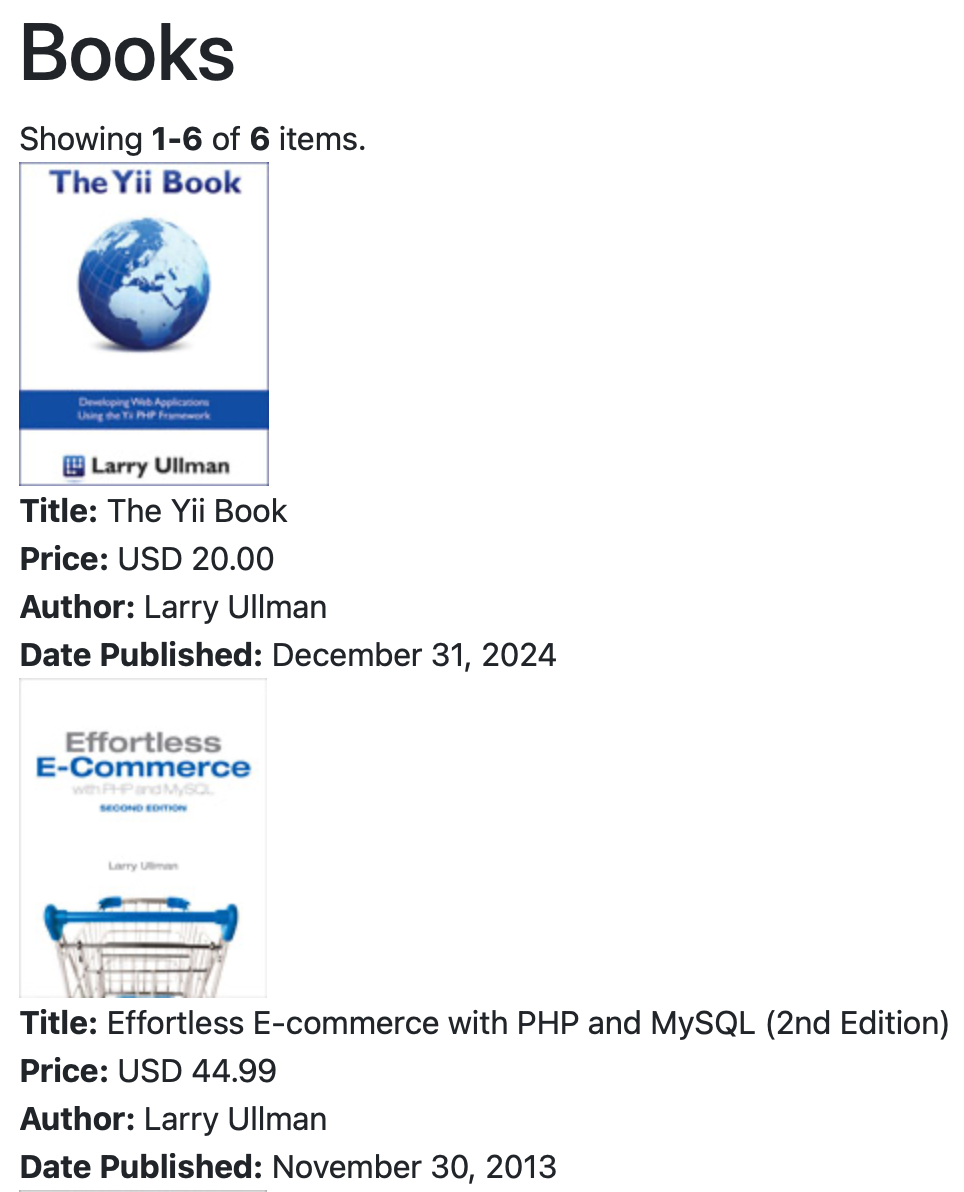 Books
Showing 1-6 of 6 items.
The Yii Book
Developing Web Applications
Using the Yii PHP Framework
Larry Ullman
Title: The Yii Book
Price: USD 20.00
Author: Larry Ullman
Date Published: December 31, 2024
Effortless
E-Commerce
with PHP and MySQL
SECOND EDITION
Larry Ullman
Title: Effortless E-commerce with PHP and MySQL (2nd Edition)
Price: USD 44.99
Author: Larry Ullman
Date Published: November 30, 2013